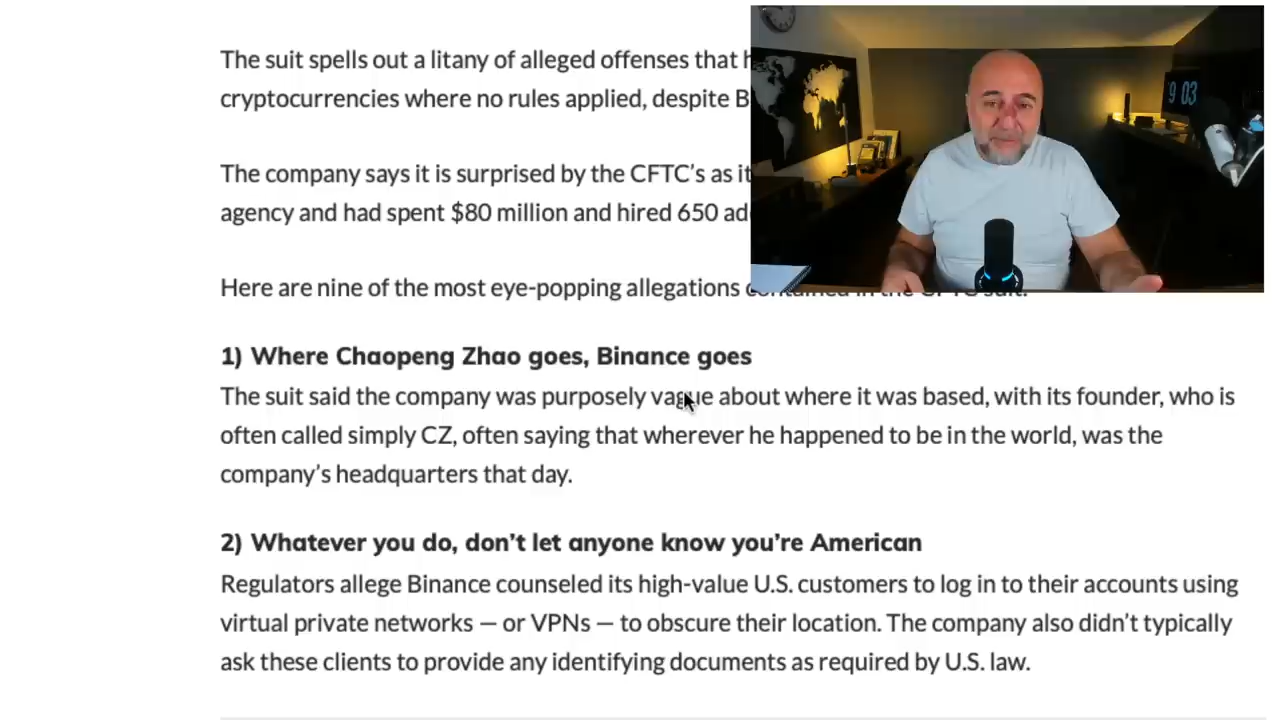 The suit spells out a litany of alleged offenses that
cryptocurrencies where no rules applied, despite B
The company says it is surprised by the CFTC's as it
agency and had spent $80 million and hired 650
Here are nine of the most eye-popping allegations contained in the CFTC suit.
1) Where Chaopeng Zhao goes, Binance goes
The suit said the company was purposely vague about where it was based, with its founder, who is
often called simply CZ, often saying that wherever he happened to be in the world, was the
company's headquarters that day.
2) Whatever you do, don't let anyone know you're American
Regulators allege Binance counseled its high-value U.S. customers to log in to their accounts using
virtual private networks — or VPNs — to obscure their location. The company also didn't typically
ask these clients to provide any identifying documents as required by U.S. law.
9 03